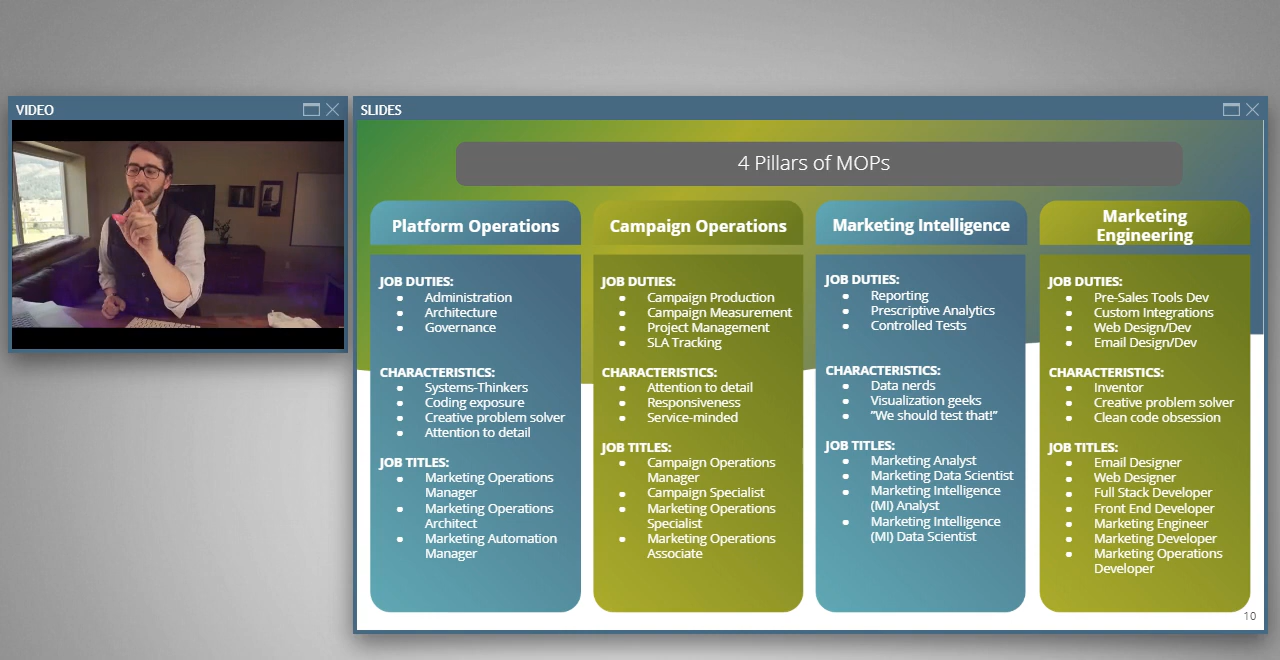 VIDEO
SLIDES
4 Pillars of MOPs
Platform Operations
JOB DUTIES:
Administration
Architecture
Governance
CHARACTERISTICS:
Systems-Thinkers
Coding exposure
Creative problem solver
Attention to detail
JOB TITLES:
Marketing Operations
Manager
Marketing Operations
Architect
Marketing Automation
Manager
Campaign Operations
JOB DUTIES:
Campaign Production
Campaign Measurement
Project Management
SLA Tracking
CHARACTERISTICS:
Attention to detail
Responsiveness
Service-minded
JOB TITLES:
Campaign Operations
Manager
Campaign Specialist
Marketing Operations
Specialist
Marketing Operations
Associate
Marketing Intelligence
JOB DUTIES:
Reporting
Prescriptive Analytics
Controlled Tests
CHARACTERISTICS:
Data nerds
Visualization geeks
"We should test that!"
JOB TITLES:
Marketing Analyst
Marketing Data Scientist
Marketing Intelligence
(MI) Analyst
Marketing Intelligence
(MI) Data Scientist
Marketing
Engineering
JOB DUTIES:
Pre-Sales Tools Dev
Custom Integrations
Web Design/Dev
Email Design/Dev
CHARACTERISTICS:
Inventor
Creative problem solver
Clean code obsession
JOB TITLES:
Email Designer
Web Designer
Full Stack Developer
Front End Developer
Marketing Engineer
Marketing Developer
Marketing Operations
Developer
10